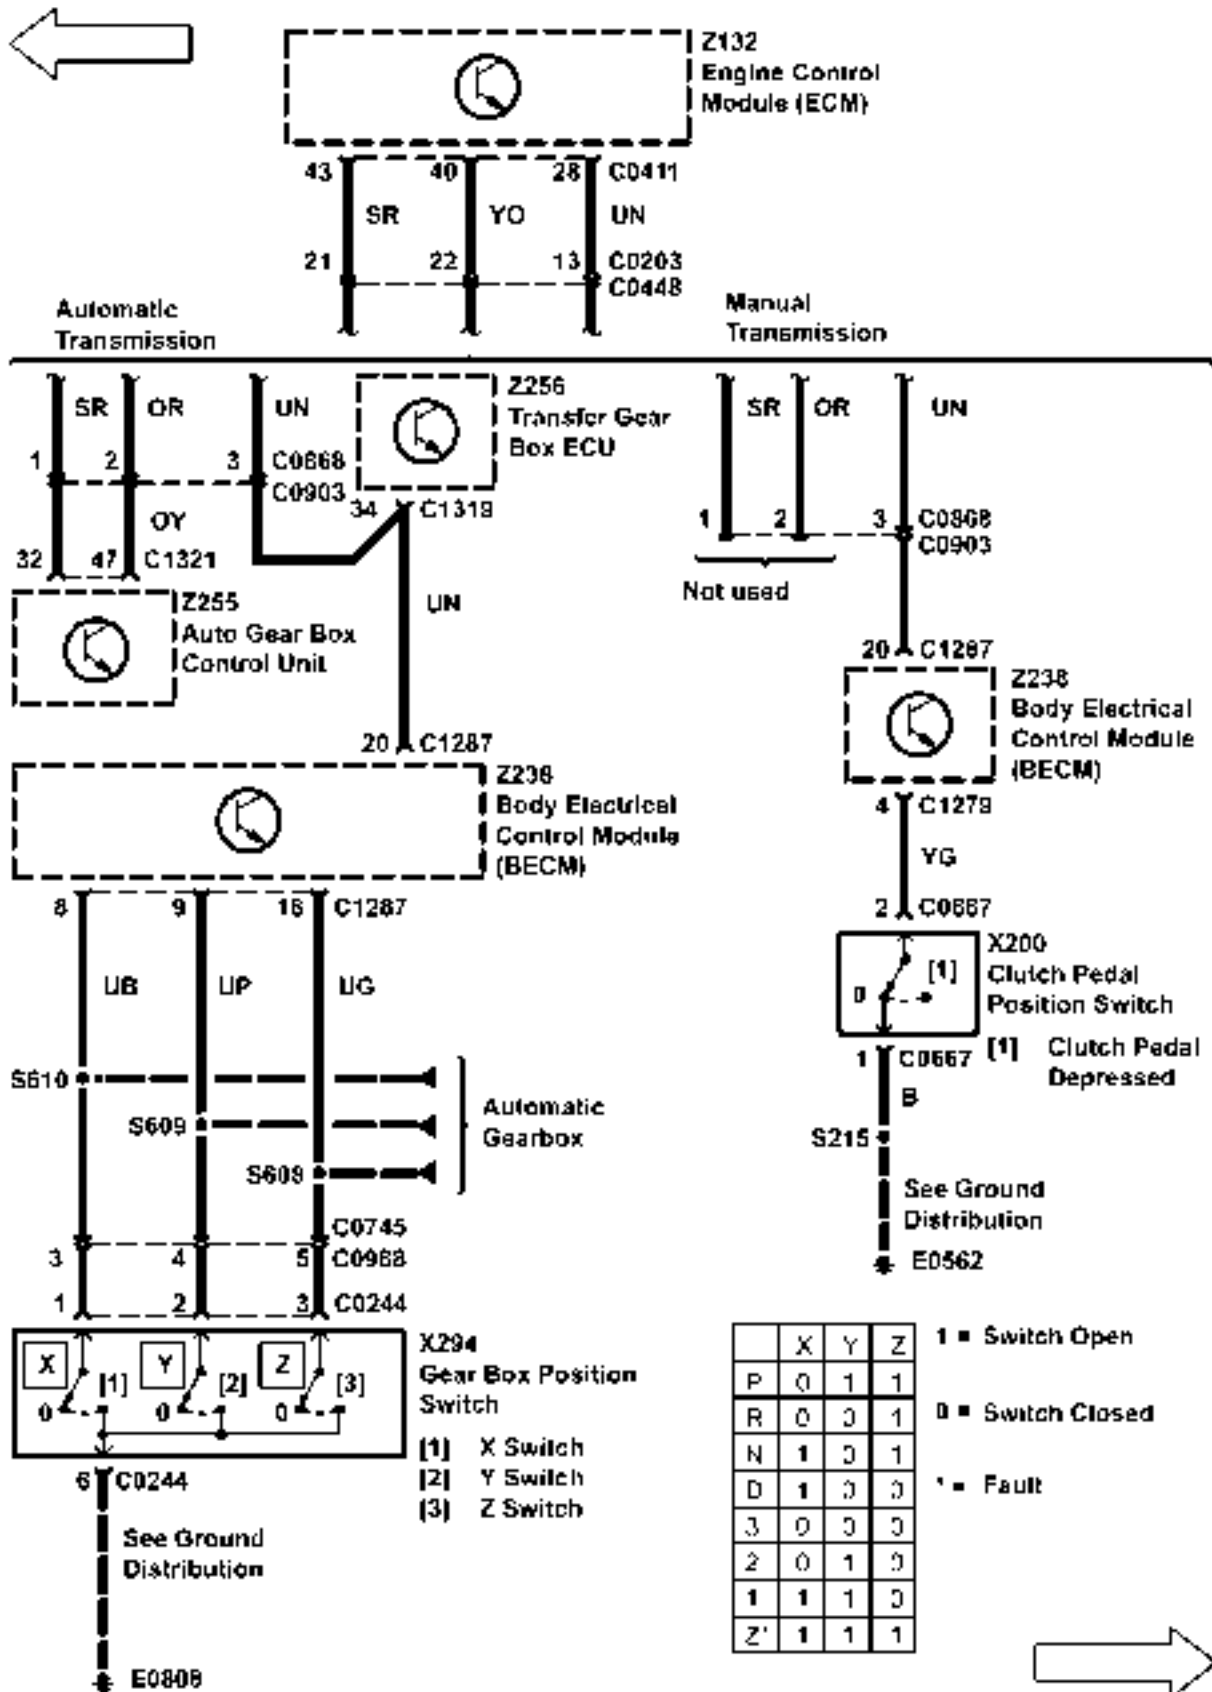 Z132
Engine Control
Module (ECM)
43 40 28 C0411
SR YO UN
21 22 13 C0203
C0448
Automatic
Transmission
Manual
Transmission
SR OR UN
Z256
Transfer Gear
Box ECU
SR OR UN
1 2 3 C0868
C0903
34 C1319
1 2 3 C0868
C0903
OY
32 47 C1321
Not used
Z255
Auto Gear Box
Control Unit
UN
20 C1287
Z238
Body Electrical
Control Module
(BECM)
20 C1287
Z238
Body Electrical
Control Module
(BECM)
4 C1279
YG
8 9 16 C1287
2 C0667
X200
Clutch Pedal
Position Switch
0 [1]
UB UP UG
1 C0667
[1] Clutch Pedal
Depressed
B
S610
S609
S608
Automatic
Gearbox
S215
See Ground
Distribution
E0562
C0745
3 4 5 C0968
1 2 3 C0244
X Y Z
[1] [2] [3]
0 0 0
X294
Gear Box Position
Switch
[1] X Switch
[2] Y Switch
[3] Z Switch
6 C0244
See Ground
Distribution
E0808
X Y Z
P 0 1 1
R 0 0 1
N 1 0 1
D 1 0 0
3 0 0 0
2 0 1 0
1 1 1 0
Z* 1 1 1
1 = Switch Open
0 = Switch Closed
* = Fault